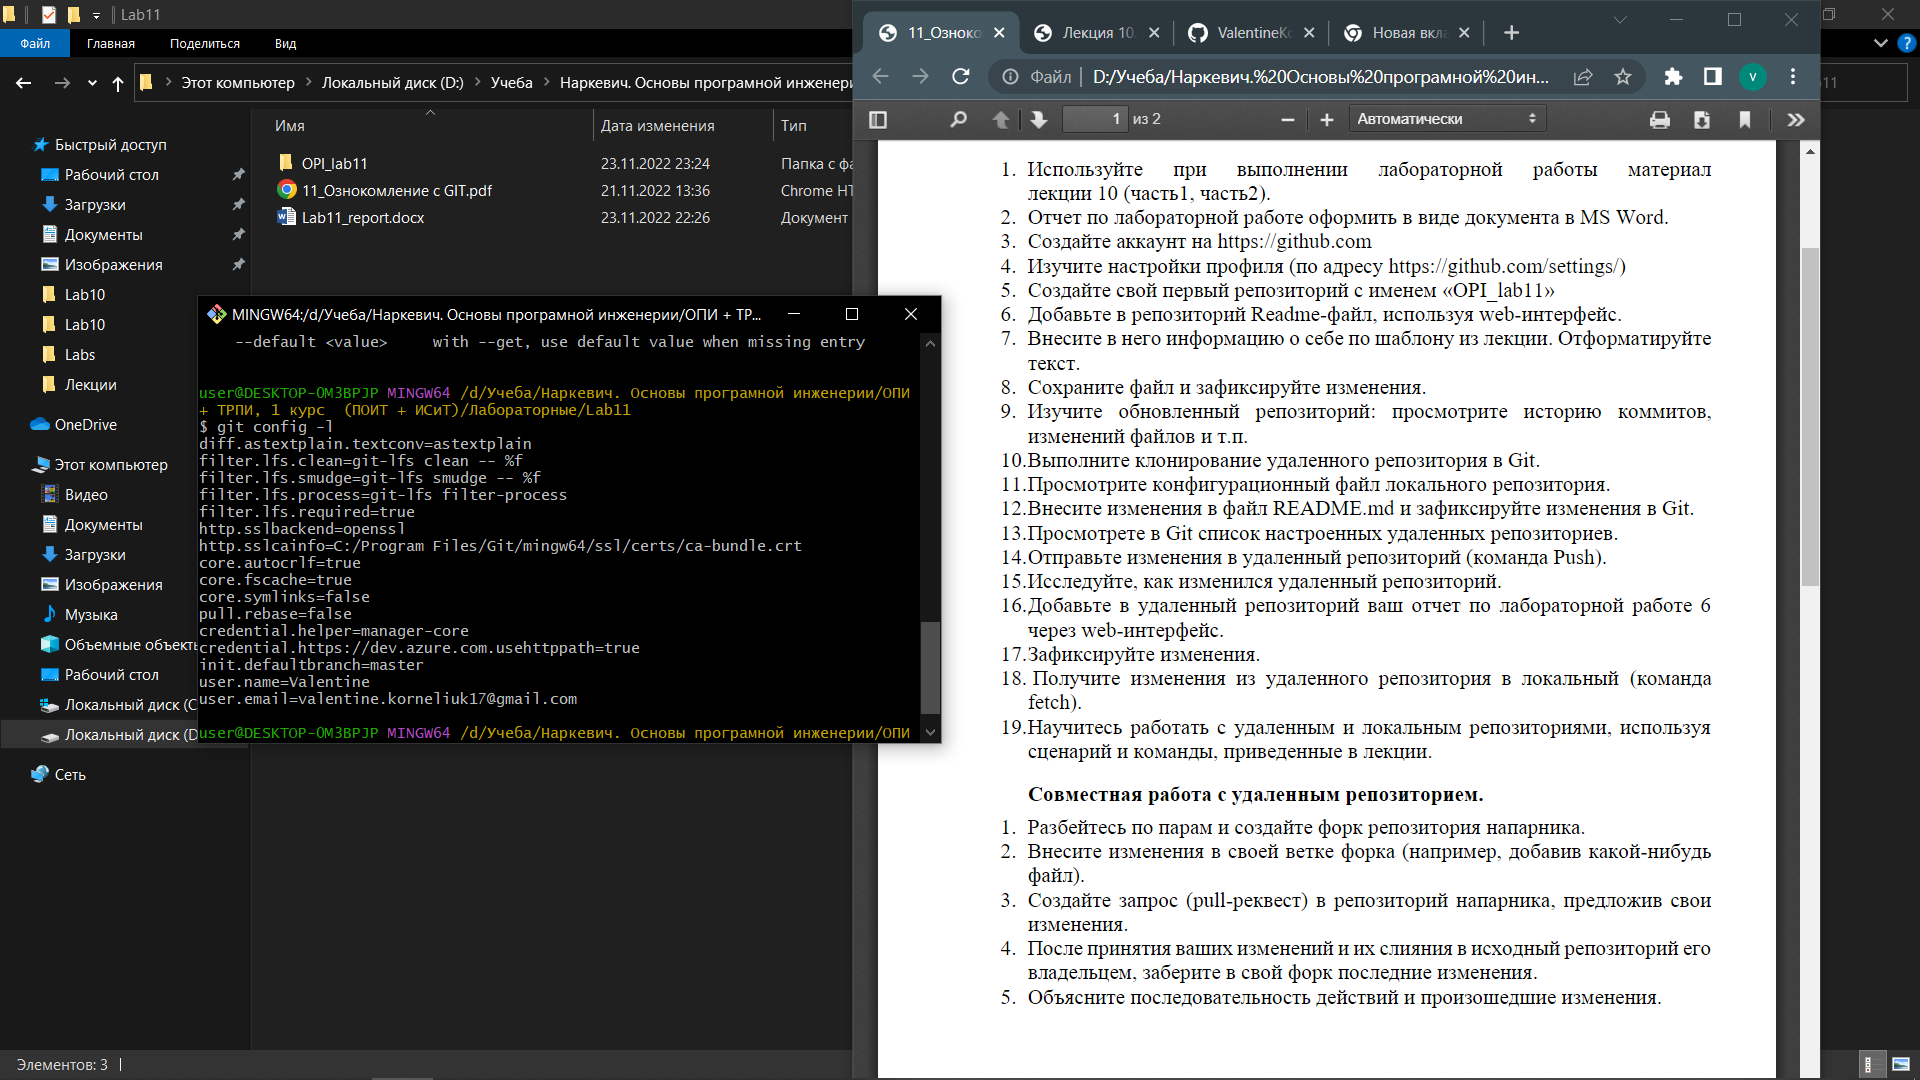 Lab11
Файл
Главная
Поделиться
Вид
Этот компьютер
Локальный диск (D:)
Учеба
Наркевич. Основы програмной инженери
Имя
Дата изменения
Тип
OPI_lab11
23.11.2022 23:24
Папка с фа
11_Ознокомление с GIT.pdf
21.11.2022 13:36
Chrome HT
Lab11_report.docx
23.11.2022 22:26
Документ
Быстрый доступ
Рабочий стол
Загрузки
Документы
Изображения
Lab10
Lab10
Labs
Лекции
OneDrive
Этот компьютер
Видео
Документы
Загрузки
Изображения
Музыка
Объемные объекть
Рабочий стол
Локальный диск (C
Локальный диск (D
Сеть
Элементов: 3
MINGW64:/d/Учеба/Наркевич. Основы програмной инженерии/ОПИ + ТР...
--default <value>     with --get, use default value when missing entry
user@DESKTOP-OM3BPJP MINGW64 /d/Учеба/Наркевич. Основы програмной инженерии/ОПИ
+ ТРПИ, 1 курс  (ПОИТ + ИСиТ)/Лабораторные/Lab11
$ git config -l
diff.astextplain.textconv=astextplain
filter.lfs.clean=git-lfs clean -- %f
filter.lfs.smudge=git-lfs smudge -- %f
filter.lfs.process=git-lfs filter-process
filter.lfs.required=true
http.sslbackend=openssl
http.sslcainfo=C:/Program Files/Git/mingw64/ssl/certs/ca-bundle.crt
core.autocrlf=true
core.fscache=true
core.symlinks=false
pull.rebase=false
credential.helper=manager-core
credential.https://dev.azure.com.usehttppath=true
init.defaultbranch=master
user.name=Valentine
user.email=valentine.korneliuk17@gmail.com
user@DESKTOP-OM3BPJP MINGW64 /d/Учеба/Наркевич. Основы програмной инженерии/ОПИ
11_Озноко
Лекция 10.
ValentineKo
Новая вкла
Файл
D:/Учеба/Наркевич.%20Основы%20програмной%20ин...
v
11
1 из 2
Автоматически
1. Используйте при выполнении лабораторной работы материал
лекции 10 (часть1, часть2).
2. Отчет по лабораторной работе оформить в виде документа в MS Word.
3. Создайте аккаунт на https://github.com
4. Изучите настройки профиля (по адресу https://github.com/settings/)
5. Создайте свой первый репозиторий с именем «OPI_lab11»
6. Добавьте в репозиторий Readme-файл, используя web-интерфейс.
7. Внесите в него информацию о себе по шаблону из лекции. Отформатируйте
текст.
8. Сохраните файл и зафиксируйте изменения.
9. Изучите обновленный репозиторий: просмотрите историю коммитов,
изменений файлов и т.п.
10.Выполните клонирование удаленного репозитория в Git.
11.Просмотрите конфигурационный файл локального репозитория.
12.Внесите изменения в файл README.md и зафиксируйте изменения в Git.
13.Просмотрете в Git список настроенных удаленных репозиториев.
14.Отправьте изменения в удаленный репозиторий (команда Push).
15.Исследуйте, как изменился удаленный репозиторий.
16.Добавьте в удаленный репозиторий ваш отчет по лабораторной работе 6
через web-интерфейс.
17.Зафиксируйте изменения.
18. Получите изменения из удаленного репозитория в локальный (команда
fetch).
19.Научитесь работать с удаленным и локальным репозиториями, используя
сценарий и команды, приведенные в лекции.
Совместная работа с удаленным репозиторием.
1. Разбейтесь по парам и создайте форк репозитория напарника.
2. Внесите изменения в своей ветке форка (например, добавив какой-нибудь
файл).
3. Создайте запрос (pull-реквест) в репозиторий напарника, предложив свои
изменения.
4. После принятия ваших изменений и их слияния в исходный репозиторий его
владельцем, заберите в свой форк последние изменения.
5. Объясните последовательность действий и произошедшие изменения.